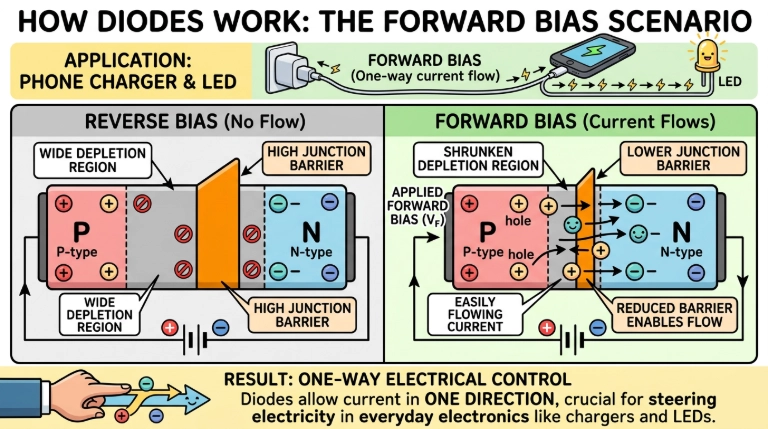 HOW DIODES WORK: THE FORWARD BIAS SCENARIO
APPLICATION:
PHONE CHARGER & LED
FORWARD BIAS
(One-way current flow)
LED
REVERSE BIAS (No Flow)
WIDE DEPLETION
REGION
HIGH JUNCTION
BARRIER
P
P-type
N
N-type
WIDE
DEPLETION
REGION
HIGH JUNCTION
BARRIER
+
−
FORWARD BIAS (Current Flows)
SHRUNKEN
DEPLETION REGION
LOWER JUNCTION
BARRIER
APPLIED
FORWARD
BIAS (V_F)
P
P-type
hole
hole
N
N-type
EASILY
FLOWING
CURRENT
REDUCED BARRIER
ENABLES FLOW
+
−
RESULT: ONE-WAY ELECTRICAL CONTROL
Diodes allow current in ONE DIRECTION, crucial for steering
electricity in everyday electronics like chargers and LEDs.